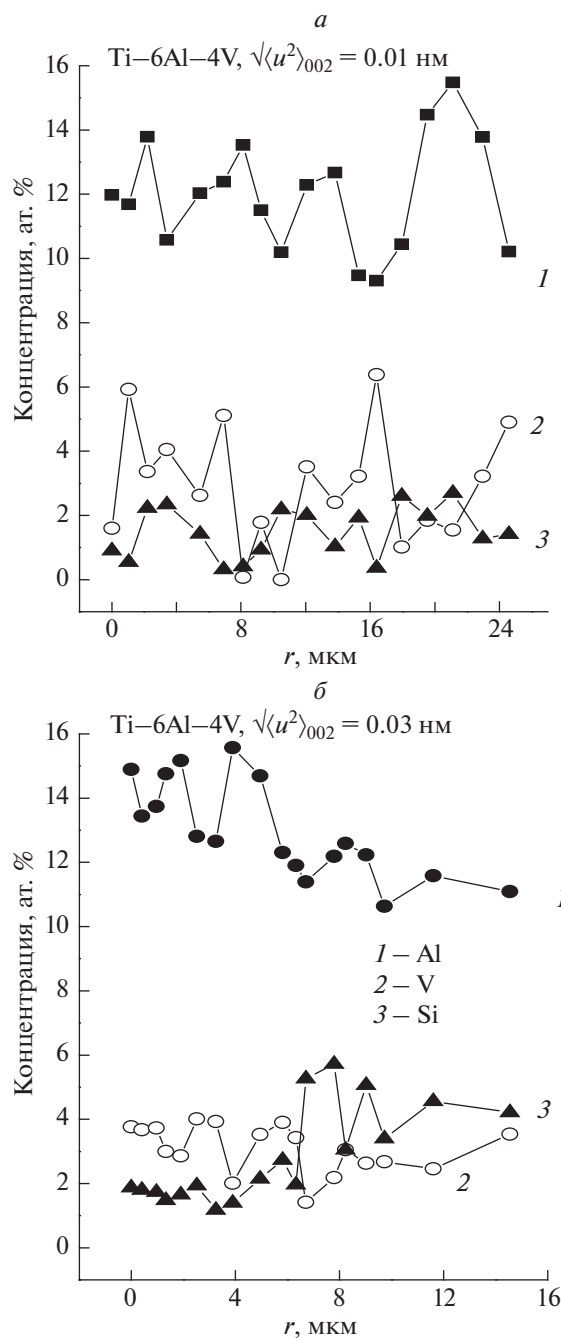 а
Ti–6Al–4V, √⟨u²⟩₀₀₂ = 0.01 нм
Концентрация, ат. %
16
14
12
10
8
6
4
2
0
1
2
3
0 8 16 24
r, мкм
б
Ti–6Al–4V, √⟨u²⟩₀₀₂ = 0.03 нм
Концентрация, ат. %
16
14
12
10
8
6
4
2
0
1
1 – Al
2 – V
3 – Si
3
2
0 4 8 12 16
r, мкм